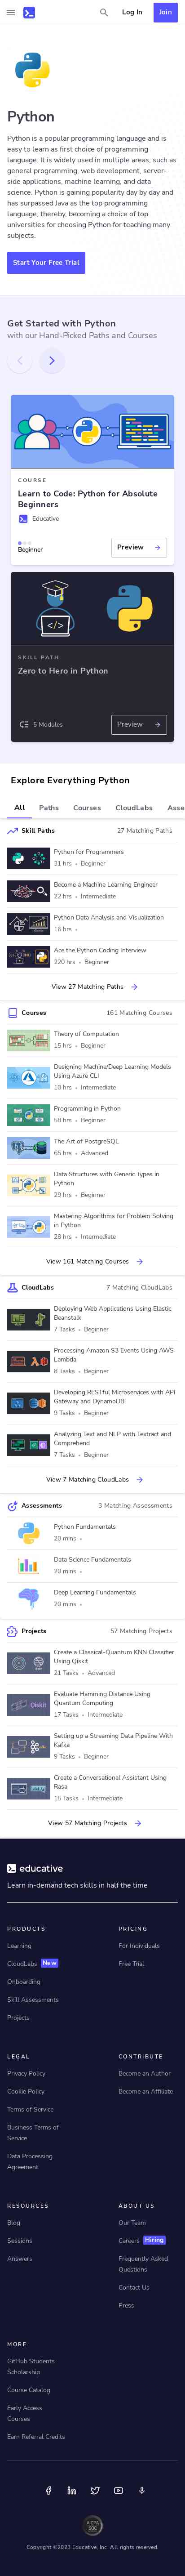 Log In
Join
Python
Python is a popular programming language and is
easy to learn as first choice of programming
language. It is widely used in multiple areas, such as
game programming, web development, server-
side applications, machine learning, and data
science. Python is gaining popularity day by day and
has surpassed Java as the top programming
language, thereby, becoming a choice of top
universities for choosing Python for teaching many
subjects.
Start Your Free Trial
Get Started with Python
with our Hand-Picked Paths and Courses
COURSE
Learn to Code: Python for Absolute
Beginners
Educative
Beginner
Preview
SKILL PATH
Zero to Hero in Python
5 Modules
Preview
Explore Everything Python
All
Paths
Courses
CloudLabs
Asse
Skill Paths
27 Matching Paths
Python for Programmers
31 hrs • Beginner
Become a Machine Learning Engineer
22 hrs • Intermediate
Python Data Analysis and Visualization
16 hrs •
Ace the Python Coding Interview
220 hrs • Beginner
View 27 Matching Paths
Courses
161 Matching Courses
Theory of Computation
15 hrs • Beginner
Designing Machine/Deep Learning Models
Using Azure CLI
10 hrs • Intermediate
Programming in Python
58 hrs • Beginner
The Art of PostgreSQL
65 hrs • Advanced
Data Structures with Generic Types in
Python
29 hrs • Beginner
Mastering Algorithms for Problem Solving
in Python
28 hrs • Intermediate
View 161 Matching Courses
CloudLabs
7 Matching CloudLabs
Deploying Web Applications Using Elastic
Beanstalk
7 Tasks • Beginner
Processing Amazon S3 Events Using AWS
Lambda
8 Tasks • Beginner
Developing RESTful Microservices with API
Gateway and DynamoDB
9 Tasks • Beginner
Analyzing Text and NLP with Textract and
Comprehend
7 Tasks • Beginner
View 7 Matching CloudLabs
Assessments
3 Matching Assessments
Python Fundamentals
20 mins •
Data Science Fundamentals
20 mins •
Deep Learning Fundamentals
20 mins •
Projects
57 Matching Projects
Create a Classical-Quantum KNN Classifier
Using Qiskit
21 Tasks • Advanced
Qiskit
Evaluate Hamming Distance Using
Quantum Computing
17 Tasks • Intermediate
Setting up a Streaming Data Pipeline With
Kafka
9 Tasks • Beginner
Create a Conversational Assistant Using
Rasa
15 Tasks • Intermediate
View 57 Matching Projects
educative
Learn in-demand tech skills in half the time
PRODUCTS
Learning
CloudLabs New
Onboarding
Skill Assessments
Projects
PRICING
For Individuals
Free Trial
LEGAL
Privacy Policy
Cookie Policy
Terms of Service
Business Terms of
Service
Data Processing
Agreement
CONTRIBUTE
Become an Author
Become an Affiliate
RESOURCES
Blog
Sessions
Answers
ABOUT US
Our Team
Careers Hiring
Frequently Asked
Questions
Contact Us
Press
MORE
GitHub Students
Scholarship
Course Catalog
Early Access
Courses
Earn Referral Credits
AICPA
SOC
Copyright ©2023 Educative, Inc. All rights reserved.